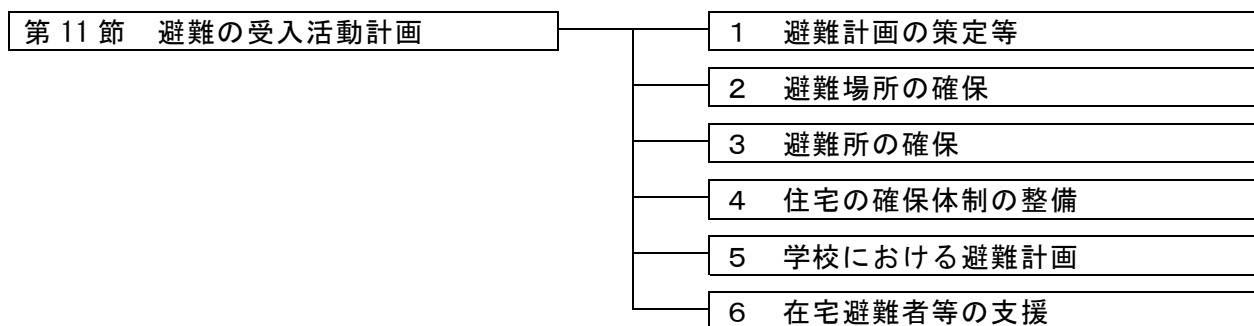 第 11 節　避難の受入活動計画
１　避難計画の策定等
２　避難場所の確保
３　避難所の確保
４　住宅の確保体制の整備
５　学校における避難計画
６　在宅避難者等の支援